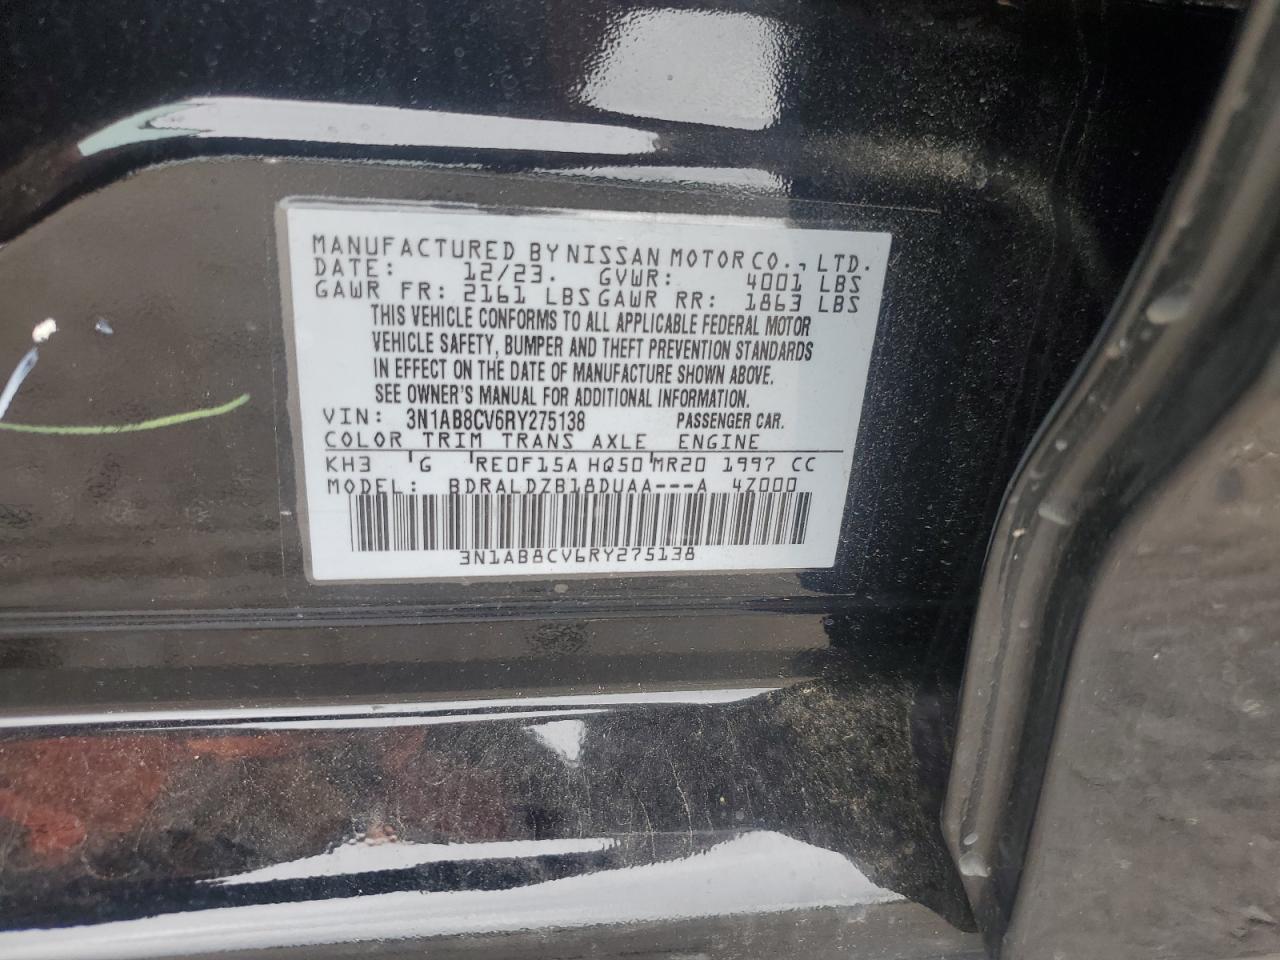 MANUFACTURED BY NISSAN MOTOR CO., LTD.
DATE: 12/23. GVWR: 4001 LBS
GAWR FR: 2161 LBS GAWR RR: 1863 LBS
THIS VEHICLE CONFORMS TO ALL APPLICABLE FEDERAL MOTOR
VEHICLE SAFETY, BUMPER AND THEFT PREVENTION STANDARDS
IN EFFECT ON THE DATE OF MANUFACTURE SHOWN ABOVE.
SEE OWNER'S MANUAL FOR ADDITIONAL INFORMATION.
VIN: 3N1AB8CV6RY275138 PASSENGER CAR.
COLOR TRIM TRANS AXLE ENGINE
KH3 G RE0F15A HQ50 MR20 1997 CC
MODEL: BDRALDZB18DUAA---A 4Z000
3N1AB8CV6RY275138